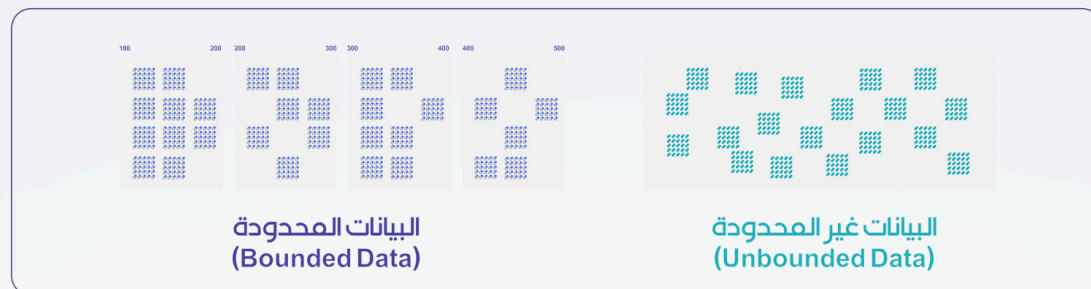 100 200 200 300 300 400 400 500
البيانات المحدودة
(Bounded Data)
البيانات غير المحدودة
(Unbounded Data)